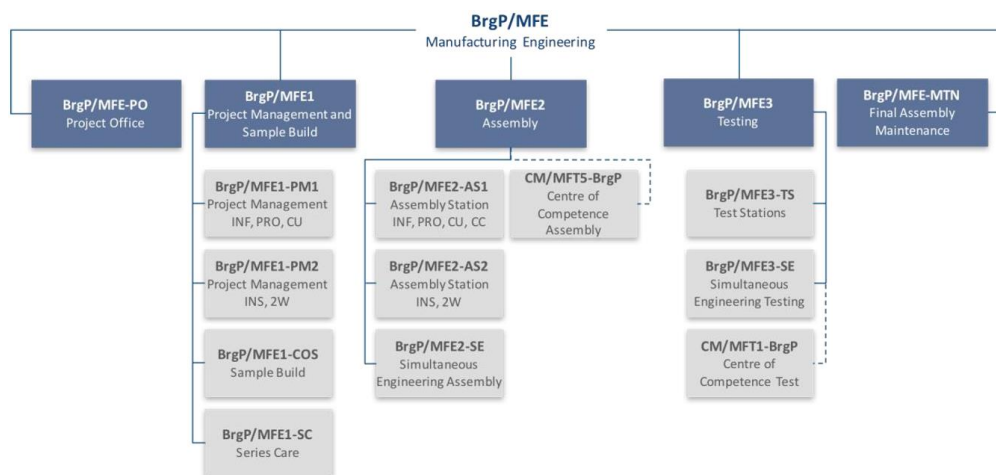 BrgP/MFE
Manufacturing Engineering
BrgP/MFE-PO
Project Office
BrgP/MFE1
Project Management and
Sample Build
BrgP/MFE2
Assembly
BrgP/MFE3
Testing
BrgP/MFE-MTN
Final Assembly
Maintenance
BrgP/MFE1-PM1
Project Management
INF, PRO, CU
BrgP/MFE1-PM2
Project Management
INS, 2W
BrgP/MFE1-COS
Sample Build
BrgP/MFE1-SC
Series Care
BrgP/MFE2-AS1
Assembly Station
INF, PRO, CU, CC
BrgP/MFE2-AS2
Assembly Station
INS, 2W
BrgP/MFE2-SE
Simultaneous
Engineering Assembly
CM/MFT5-BrgP
Centre of
Competence
Assembly
BrgP/MFE3-TS
Test Stations
BrgP/MFE3-SE
Simultaneous
Engineering Testing
CM/MFT1-BrgP
Centre of
Competence Test